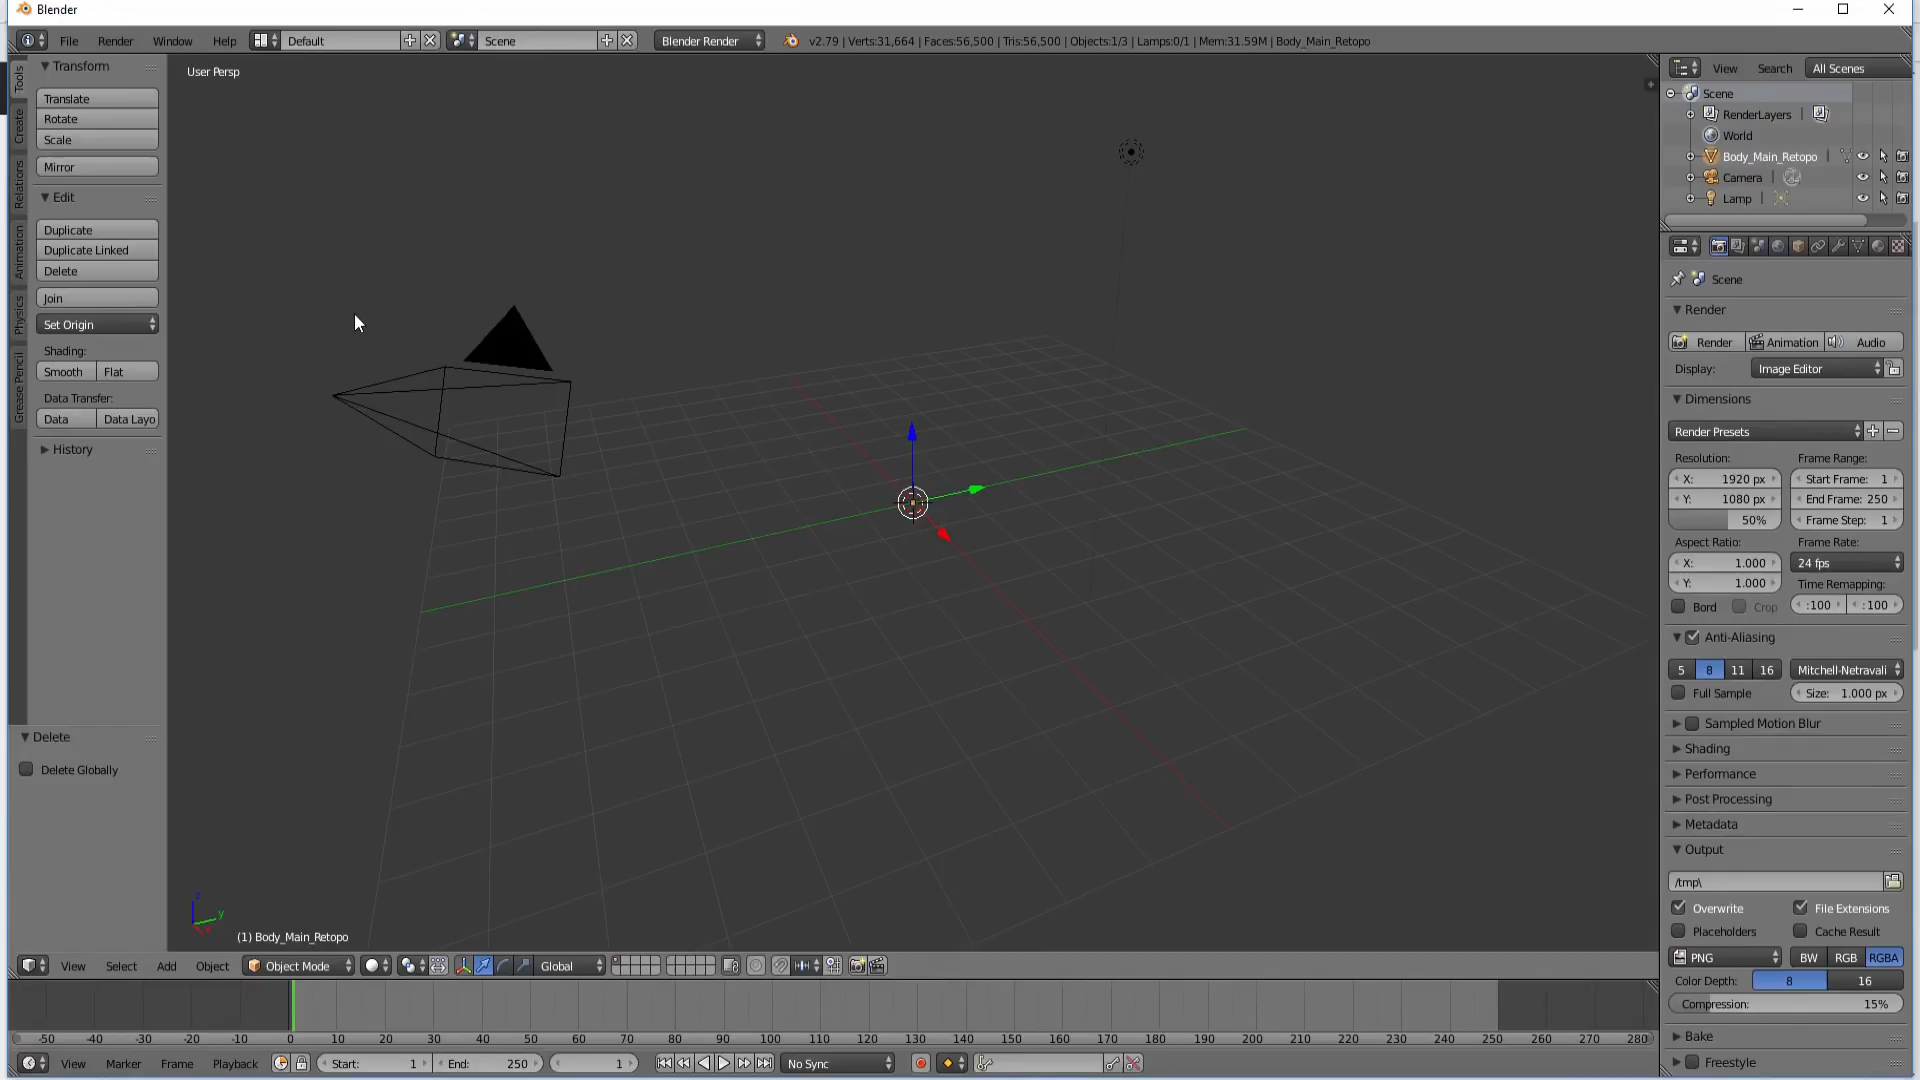 Blender
File Render Window Help Default Scene Blender Render v2.79 | Verts:31,664 | Faces:56,500 | Tris:56,500 | Objects:1/3 | Lamps:0/1 | Mem:31.59M | Body_Main_Retopo
Tools
Create
Relations
Animation
Physics
Grease Pencil
Transform
Translate
Rotate
Scale
Mirror
Edit
Duplicate
Duplicate Linked
Delete
Join
Set Origin
Shading:
Smooth Flat
Data Transfer:
Data Data Layo
History
Delete
Delete Globally
User Persp
z
y
(1) Body_Main_Retopo
View Select Add Object Object Mode Global
-50 -40 -30 -20 -10 0 10 20 30 40 50 60 70 80 90 100 110 120 130 140 150 160 170 180 190 200 210 220 230 240 250 260 270 280
View Marker Frame Playback Start: 1 End: 250 1 No Sync
View Search All Scenes
Scene
RenderLayers
World
Body_Main_Retopo
Camera
Lamp
Scene
Render
Render Animation Audio
Display: Image Editor
Dimensions
Render Presets
Resolution: Frame Range:
X: 1920 px Start Frame: 1
Y: 1080 px End Frame: 250
50% Frame Step: 1
Aspect Ratio: Frame Rate:
X: 1.000 24 fps
Y: 1.000 Time Remapping:
Bord Crop :100 :100
Anti-Aliasing
5 8 11 16 Mitchell-Netravali
Full Sample Size: 1.000 px
Sampled Motion Blur
Shading
Performance
Post Processing
Metadata
Output
/tmp\
Overwrite File Extensions
Placeholders Cache Result
PNG BW RGB RGBA
Color Depth: 8 16
Compression: 15%
Bake
Freestyle